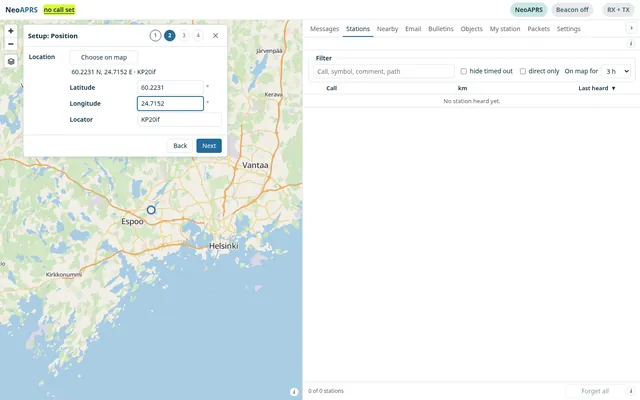 NeoAPRS no call set NeoAPRS Beacon off RX + TX
Messages Stations Nearby Email Bulletins Objects My station Packets Settings
Setup: Position 1 2 3 4 ×
Location Choose on map
60.2231 N, 24.7152 E · KP20if
Latitude 60.2231 °
Longitude 24.7152 °
Locator KP20if
Back Next
+
−
Filter
Call, symbol, comment, path hide timed out direct only On map for 3 h
Call km Last heard ▼
No station heard yet.
Järvenpää
Kerava
Vantaa
Espoo
Helsinki
Kirkkonummi
i
0 of 0 stations Forget all i